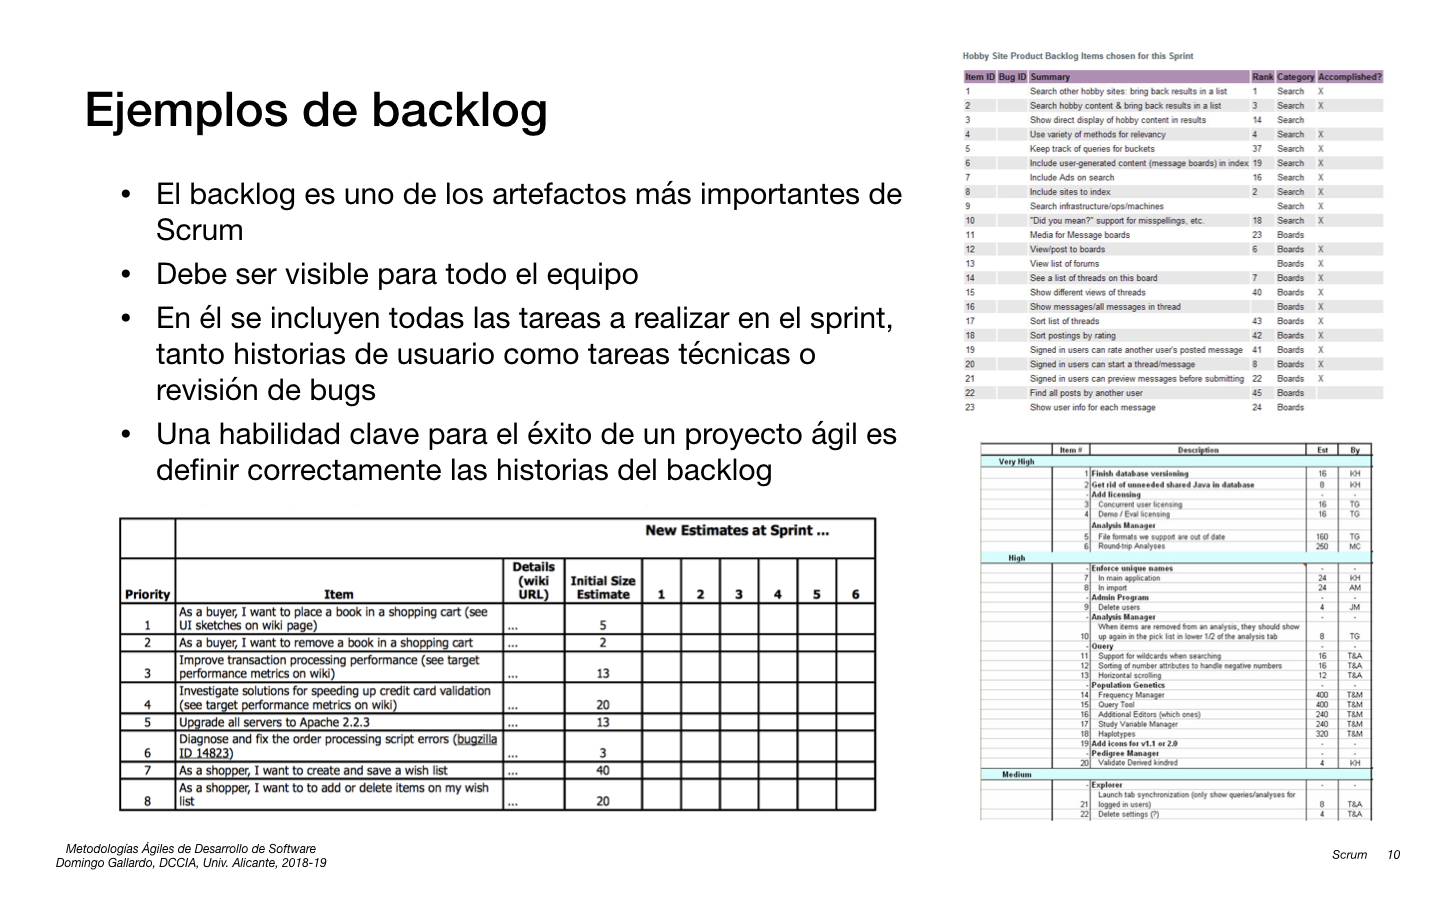 Ejemplos de backlog
• El backlog es uno de los artefactos más importantes de
Scrum
• Debe ser visible para todo el equipo
• En él se incluyen todas las tareas a realizar en el sprint,
tanto historias de usuario como tareas técnicas o
revisión de bugs
• Una habilidad clave para el éxito de un proyecto ágil es
definir correctamente las historias del backlog
New Estimates at Sprint ...
Priority Item Details (wiki URL) Initial Size Estimate 1 2 3 4 5 6
1 As a buyer, I want to place a book in a shopping cart (see
UI sketches on wiki page) ... 5
2 As a buyer, I want to remove a book in a shopping cart ... 2
3 Improve transaction processing performance (see target
performance metrics on wiki) ... 13
4 Investigate solutions for speeding up credit card validation
(see target performance metrics on wiki) ... 20
5 Upgrade all servers to Apache 2.2.3 ... 13
6 Diagnose and fix the order processing script errors (bugzilla
ID 14823) ... 3
7 As a shopper, I want to create and save a wish list ... 40
8 As a shopper, I want to to add or delete items on my wish
list ... 20
Hobby Site Product Backlog Items chosen for this Sprint
Item ID Bug ID Summary Rank Category Accomplished?
1 Search other hobby sites: bring back results in a list 1 Search X
2 Search hobby content & bring back results in a list 3 Search X
3 Show direct display of hobby content in results 14 Search
4 Use variety of methods for relevancy 4 Search X
5 Keep track of queries for buckets 37 Search X
6 Include user-generated content (message boards) in index 19 Search X
7 Include Ads on search 16 Search X
8 Include sites to index 2 Search X
9 Search infrastructure/ops/machines Search X
10 "Did you mean?" support for misspellings, etc. 18 Search X
11 Media for Message boards 23 Boards
12 View/post to boards 6 Boards X
13 View list of forums Boards X
14 See a list of threads on this board 7 Boards X
15 Show different views of threads 40 Boards X
16 Show messages/all messages in thread Boards X
17 Sort list of threads 43 Boards X
18 Sort postings by rating 42 Boards X
19 Signed in users can rate another user's posted message 41 Boards X
20 Signed in users can start a thread/message 8 Boards X
21 Signed in users can preview messages before submitting 22 Boards X
22 Find all posts by another user 45 Boards
23 Show user info for each message 24 Boards
Item # Description Est By
Very High
1 Finish database versioning 16 KH
2 Get rid of unneeded shared Java in database 8 KH
- Add licensing - -
3 Concurrent user licensing 16 TG
4 Demo / Eval licensing 16 TG
Analysis Manager
5 File formats we support are out of date 160 TG
6 Round-trip Analyses 250 MC
High
- Enforce unique names - -
7 In main application 24 KH
8 In import 24 AM
- Admin Program - -
9 Delete users 4 JM
- Analysis Manager - -
When items are removed from an analysis, they should show
10 up again in the pick list in lower 1/2 of the analysis tab 8 TG
- Query - -
11 Support for wildcards when searching 16 T&A
12 Sorting of number attributes to handle negative numbers 16 T&A
13 Horizontal scrolling 12 T&A
- Population Genetics - -
14 Frequency Manager 400 T&M
15 Query Tool 400 T&M
16 Additional Editors (which ones) 240 T&M
17 Study Variable Manager 240 T&M
18 Haplotypes 320 T&M
19 Add icons for v1.1 or 2.0 - -
- Pedigree Manager - -
20 Validate Derived kindred 4 KH
Medium
- Explorer - -
Launch tab synchronization (only show queries/analyses for
21 logged in users) 8 T&A
22 Delete settings (?) 4 T&A
Metodologías Ágiles de Desarrollo de Software
Domingo Gallardo, DCCIA, Univ. Alicante, 2018-19
Scrum 10